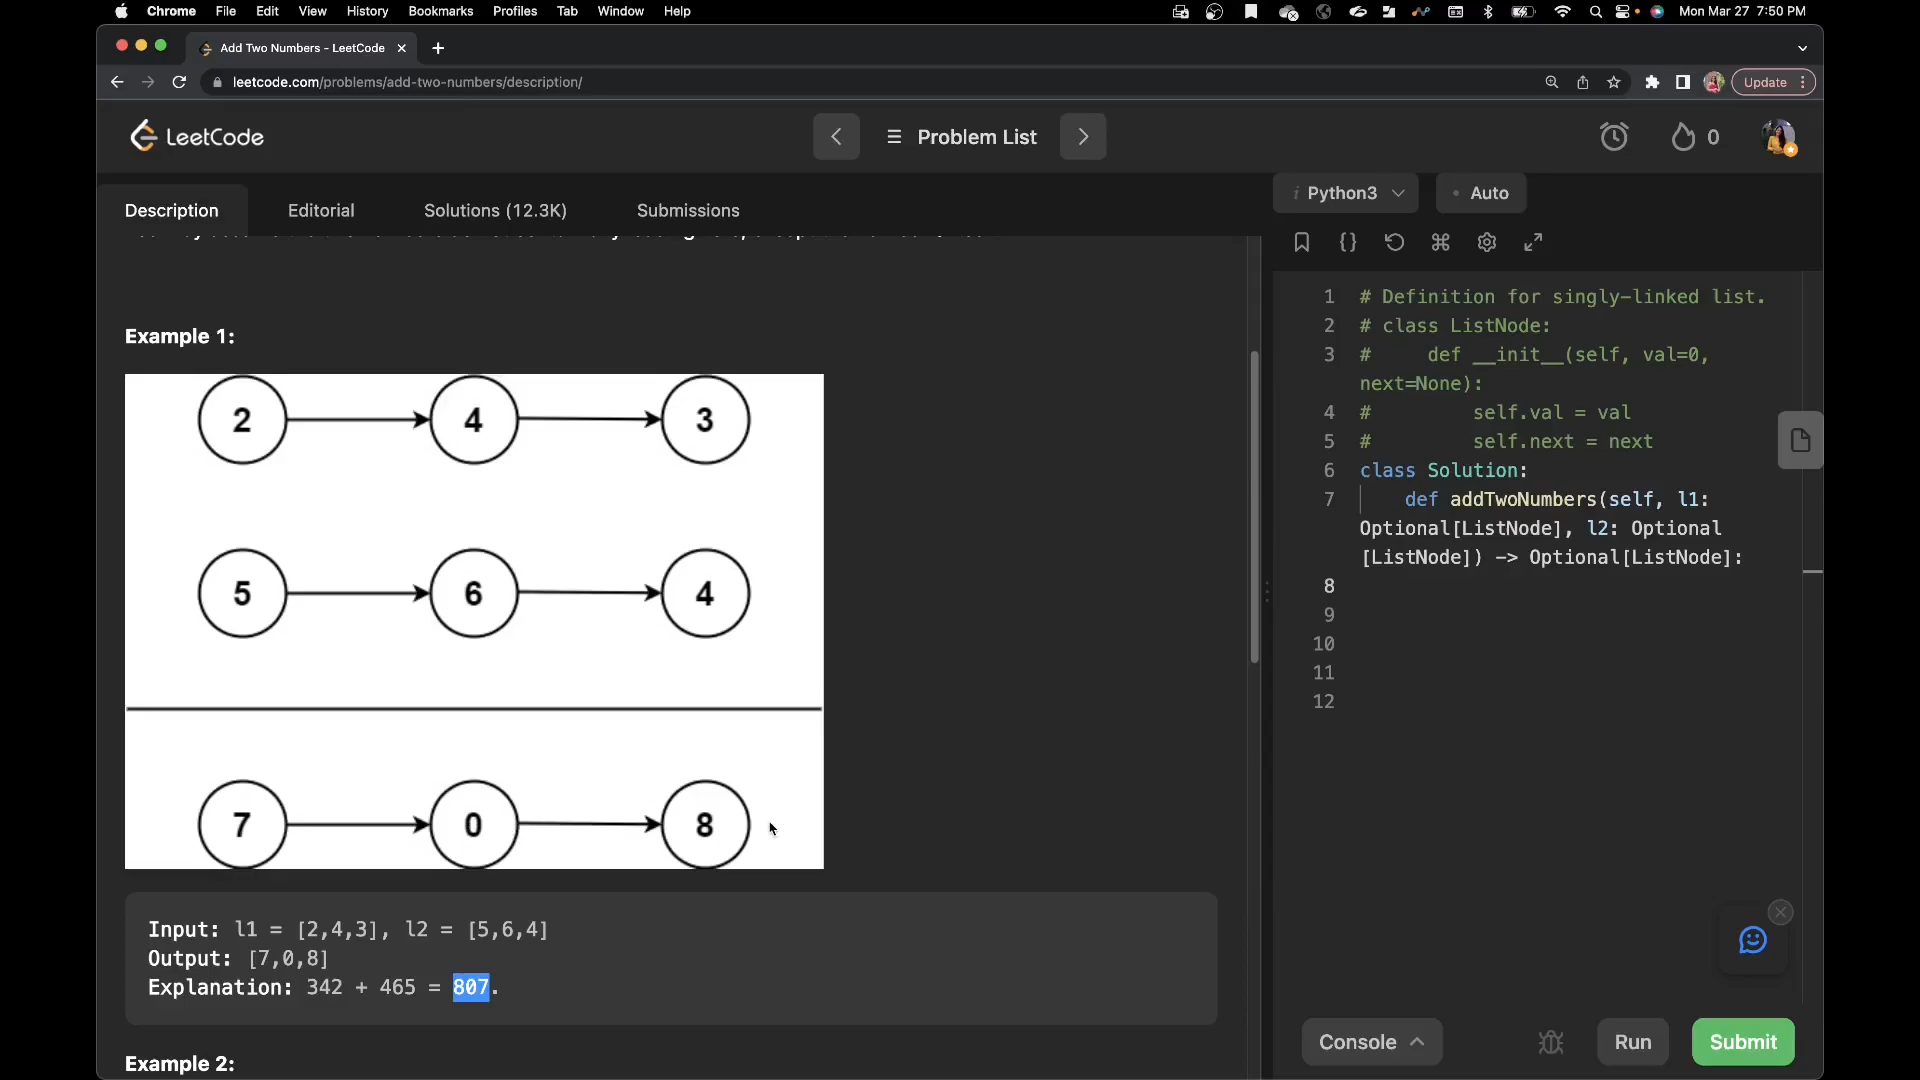 Chrome File Edit View History Bookmarks Profiles Tab Window Help
Mon Mar 27 7:50 PM
Add Two Numbers - LeetCode
leetcode.com/problems/add-two-numbers/description/
Update
LeetCode
Problem List
0
Description Editorial Solutions (12.3K) Submissions
Example 1:
2 4 3
5 6 4
7 0 8
Input: l1 = [2,4,3], l2 = [5,6,4]
Output: [7,0,8]
Explanation: 342 + 465 = 807.
Example 2:
i Python3
Auto
1 # Definition for singly-linked list.
2 # class ListNode:
3 #     def __init__(self, val=0,
next=None):
4 #         self.val = val
5 #         self.next = next
6 class Solution:
7     def addTwoNumbers(self, l1:
Optional[ListNode], l2: Optional
[ListNode]) -> Optional[ListNode]:
8
9
10
11
12
Console
Run
Submit